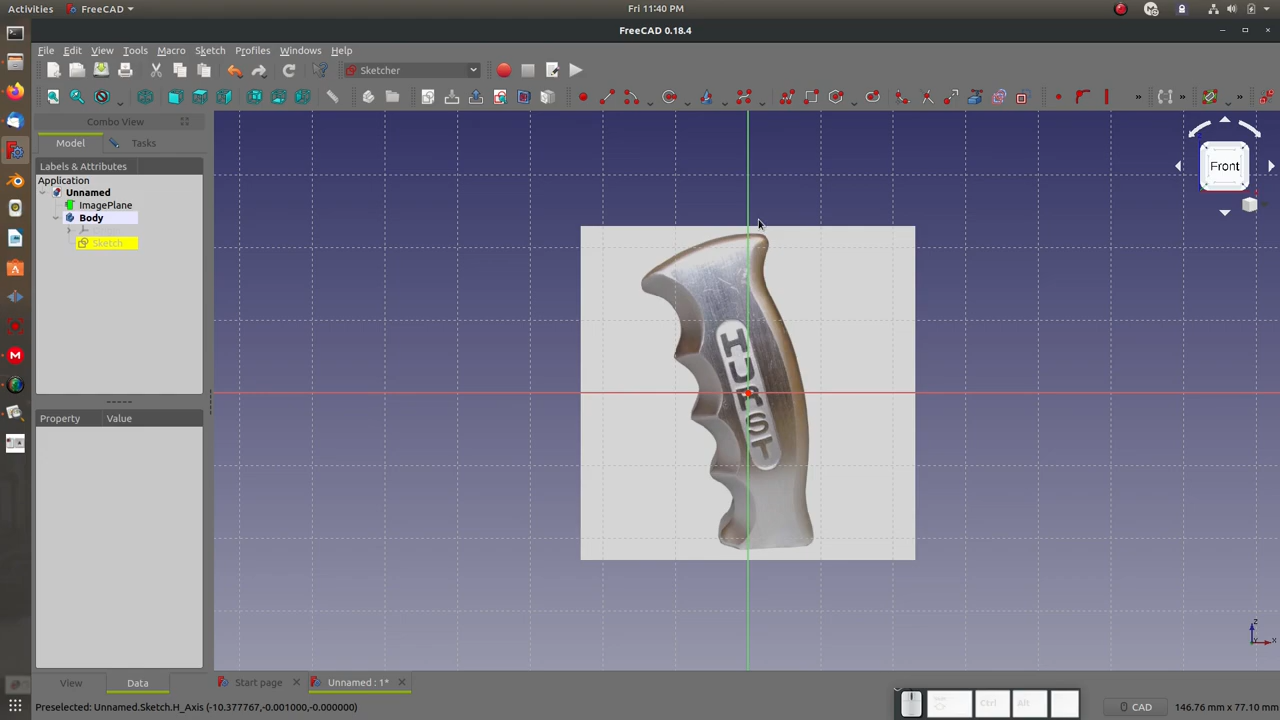 Activities FreeCAD Fri 11:40 PM
FreeCAD 0.18.4
File Edit View Tools Macro Sketch Profiles Windows Help
Sketcher
Combo View
Model Tasks
Labels & Attributes
Application
Unnamed
ImagePlane
Body
Sketch
Property Value
Front
HURST
z
x
View Data Start page Unnamed : 1*
Ctrl Alt
Preselected: Unnamed.Sketch.H_Axis (-10.377767,-0.001000,-0.000000) CAD 146.76 mm x 77.10 mm